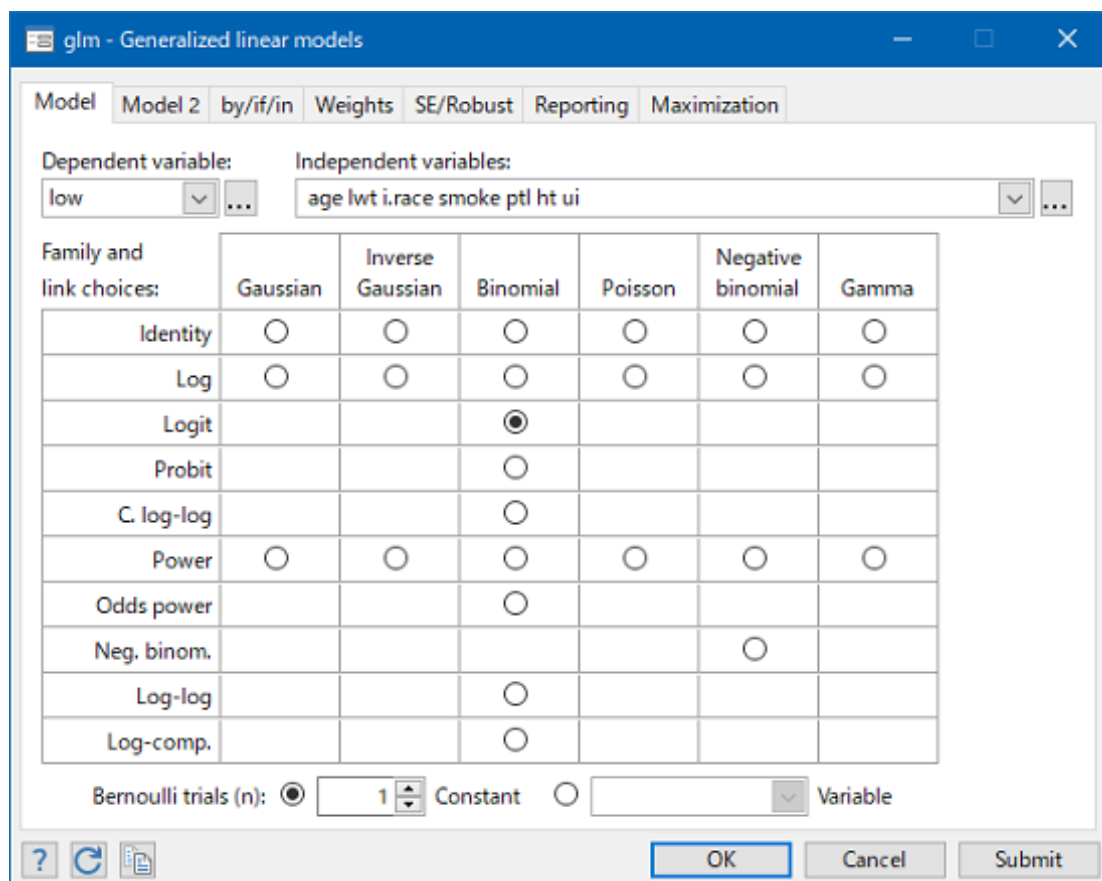 glm - Generalized linear models
Model Model 2 by/if/in Weights SE/Robust Reporting Maximization
Dependent variable: Independent variables:
low ... age lwt i.race smoke ptl ht ui ...
Family and
link choices:
Gaussian Inverse Gaussian Binomial Poisson Negative binomial Gamma
Identity
Log
Logit
Probit
C. log-log
Power
Odds power
Neg. binom.
Log-log
Log-comp.
Bernoulli trials (n): 1 Constant Variable
? OK Cancel Submit